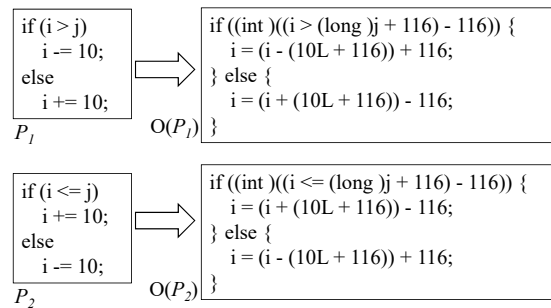 if (i > j)
i -= 10;
else
i += 10;
P1
if ((int )((i > (long )j + 116) - 116)) {
i = (i - (10L + 116)) + 116;
} else {
i = (i + (10L + 116)) - 116;
}
O(P1)
if (i <= j)
i += 10;
else
i -= 10;
P2
if ((int )((i <= (long )j + 116) - 116)) {
i = (i + (10L + 116)) - 116;
} else {
i = (i - (10L + 116)) + 116;
}
O(P2)